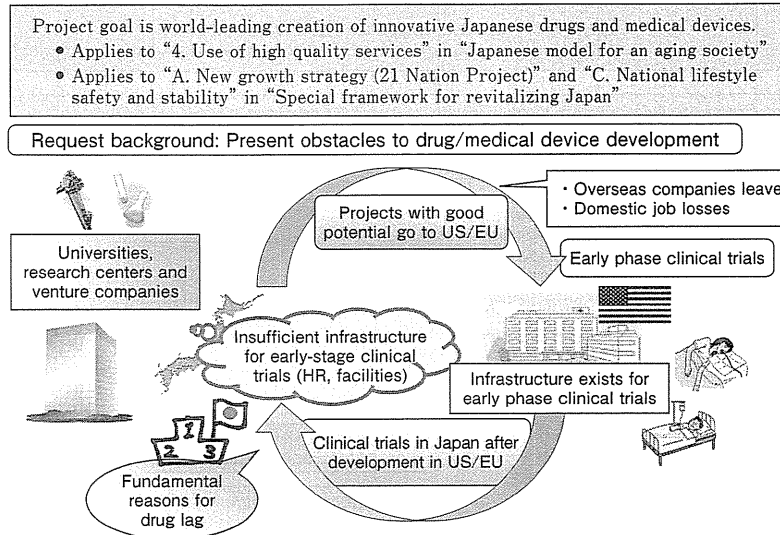 Project goal is world-leading creation of innovative Japanese drugs and medical devices.
• Applies to “4. Use of high quality services” in “Japanese model for an aging society”
• Applies to “A. New growth strategy (21 Nation Project)” and “C. National lifestyle
safety and stability” in “Special framework for revitalizing Japan”
Request background: Present obstacles to drug/medical device development
・Overseas companies leave
・Domestic job losses
Projects with good
potential go to US/EU
Early phase clinical trials
Universities,
research centers and
venture companies
Insufficient infrastructure
for early-stage clinical
trials (HR, facilities)
Infrastructure exists for
early phase clinical trials
Clinical trials in Japan after
development in US/EU
1
2 3
Fundamental
reasons for
drug lag